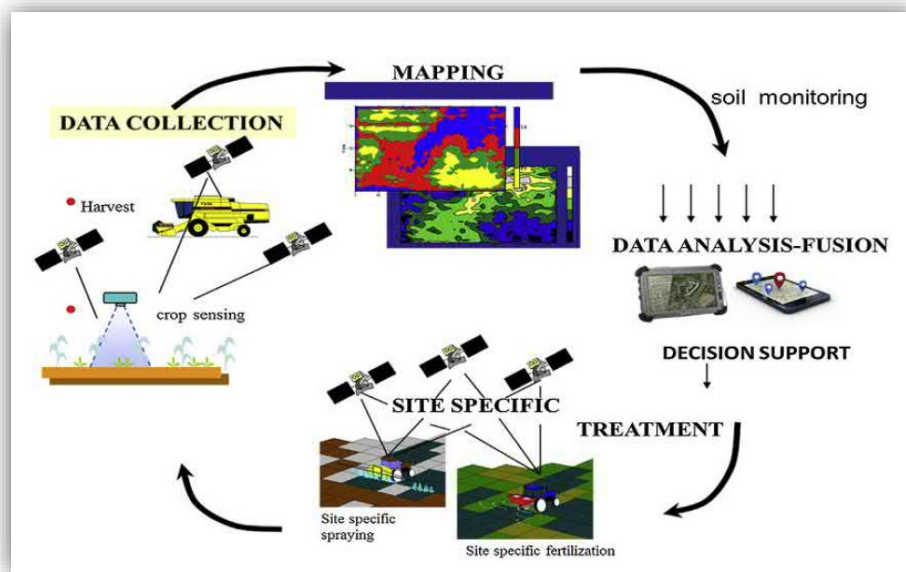 MAPPING
soil monitoring
DATA COLLECTION
Harvest
crop sensing
DATA ANALYSIS-FUSION
DECISION SUPPORT
SITE SPECIFIC
TREATMENT
Site specific
spraying
Site specific fertilization